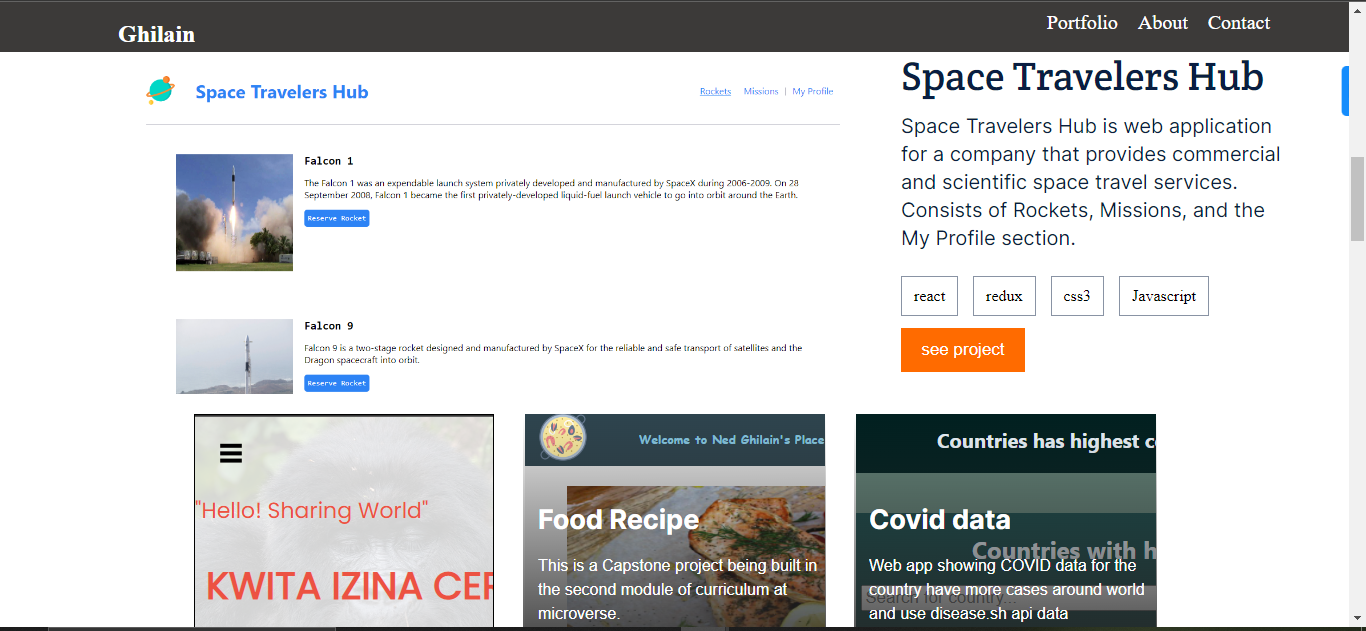 Ghilain
Portfolio About Contact
Space Travelers Hub
Rockets Missions | My Profile
Falcon 1
The Falcon 1 was an expendable launch system privately developed and manufactured by SpaceX during 2006-2009. On 28
September 2008, Falcon 1 became the first privately-developed liquid-fuel launch vehicle to go into orbit around the Earth.
Reserve Rocket
Falcon 9
Falcon 9 is a two-stage rocket designed and manufactured by SpaceX for the reliable and safe transport of satellites and the
Dragon spacecraft into orbit.
Reserve Rocket
Space Travelers Hub
Space Travelers Hub is web application
for a company that provides commercial
and scientific space travel services.
Consists of Rockets, Missions, and the
My Profile section.
react redux css3 Javascript
see project
"Hello! Sharing World"
KWITA IZINA CER
Welcome to Ned Ghilain's Place
Food Recipe
This is a Capstone project being built in
the second module of curriculum at
microverse.
Countries has highest c
Covid data
Countries with h
Web app showing COVID data for the
country have more cases around world
Search for country...
and use disease.sh api data